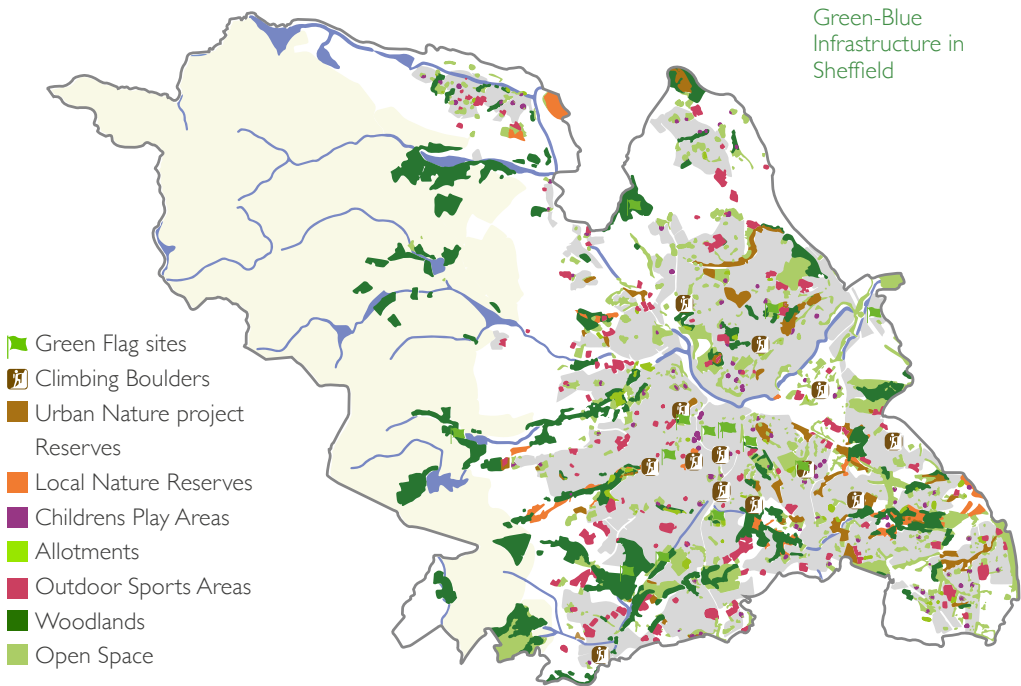 Green-Blue
Infrastructure in
Sheffield
Green Flag sites
Climbing Boulders
Urban Nature project
Reserves
Local Nature Reserves
Childrens Play Areas
Allotments
Outdoor Sports Areas
Woodlands
Open Space